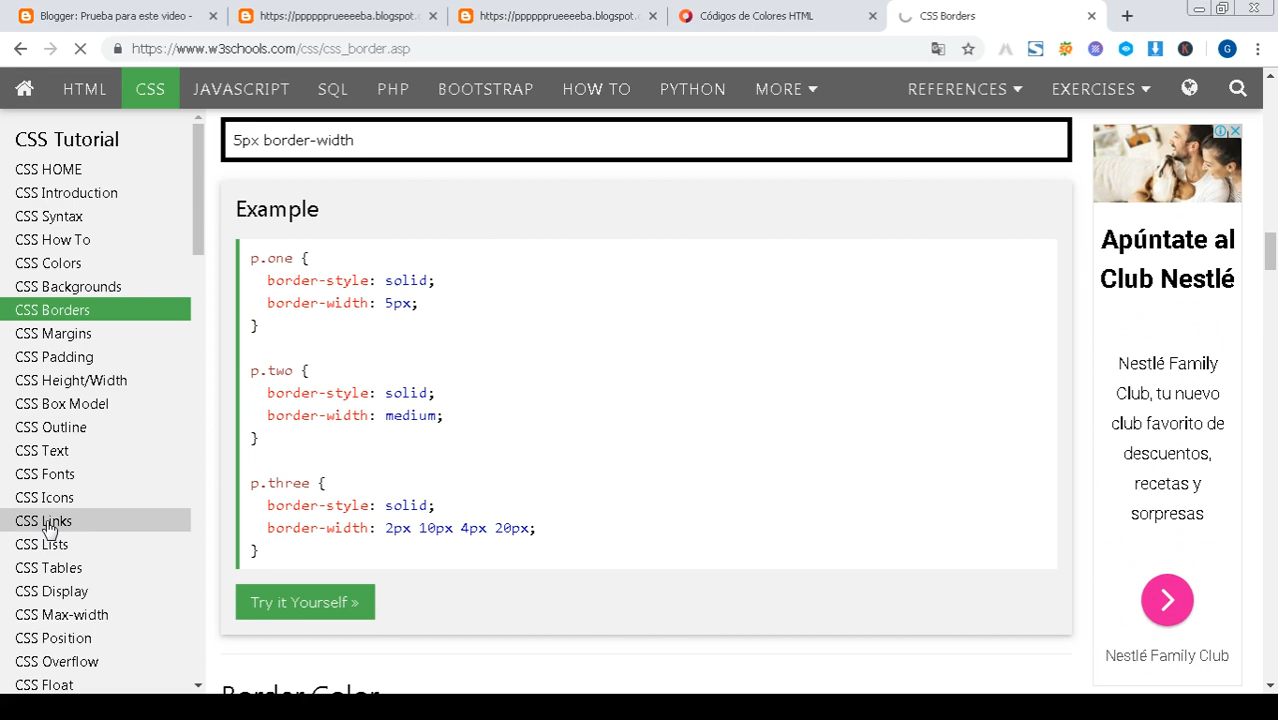 Blogger: Prueba para este video -
https://ppppppprueeeeba.blogspot.
https://ppppppprueeeeba.blogspot.
Códigos de Colores HTML
CSS Borders
https://www.w3schools.com/css/css_border.asp
HTML
CSS
JAVASCRIPT
SQL
PHP
BOOTSTRAP
HOW TO
PYTHON
MORE
REFERENCES
EXERCISES
CSS Tutorial
CSS HOME
CSS Introduction
CSS Syntax
CSS How To
CSS Colors
CSS Backgrounds
CSS Borders
CSS Margins
CSS Padding
CSS Height/Width
CSS Box Model
CSS Outline
CSS Text
CSS Fonts
CSS Icons
CSS Links
CSS Lists
CSS Tables
CSS Display
CSS Max-width
CSS Position
CSS Overflow
CSS Float
5px border-width
Example
p.one {
border-style: solid;
border-width: 5px;
}
p.two {
border-style: solid;
border-width: medium;
}
p.three {
border-style: solid;
border-width: 2px 10px 4px 20px;
}
Try it Yourself »
Border Color
Apúntate al
Club Nestlé
Nestlé Family
Club, tu nuevo
club favorito de
descuentos,
recetas y
sorpresas
Nestlé Family Club